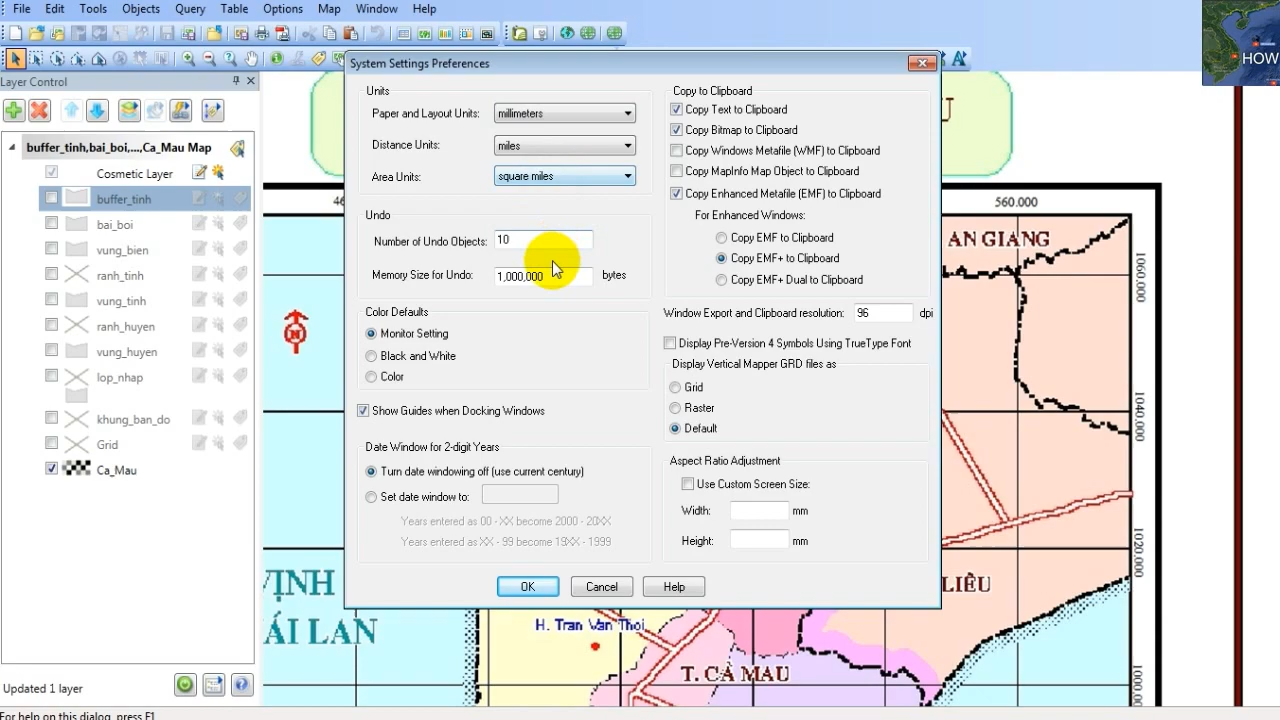 File Edit Tools Objects Query Table Options Map Window Help
HOW
Layer Control
System Settings Preferences
buffer_tinh,bai_boi,...,Ca_Mau Map
Cosmetic Layer
buffer_tinh
bai_boi
vung_bien
ranh_tinh
vung_tinh
ranh_huyen
vung_huyen
lop_nhap
khung_ban_do
Grid
Ca_Mau
Updated 1 layer
For help on this dialog, press F1
Units
Paper and Layout Units: millimeters
Distance Units: miles
Area Units: square miles
Undo
Number of Undo Objects: 10
Memory Size for Undo: 1,000,000 bytes
Color Defaults
Monitor Setting
Black and White
Color
Show Guides when Docking Windows
Date Window for 2-digit Years
Turn date windowing off (use current century)
Set date window to:
Years entered as 00 - XX become 2000 - 20XX
Years entered as XX - 99 become 19XX - 1999
Copy to Clipboard
Copy Text to Clipboard
Copy Bitmap to Clipboard
Copy Windows Metafile (WMF) to Clipboard
Copy MapInfo Map Object to Clipboard
Copy Enhanced Metafile (EMF) to Clipboard
For Enhanced Windows:
Copy EMF to Clipboard
Copy EMF+ to Clipboard
Copy EMF+ Dual to Clipboard
Window Export and Clipboard resolution: 96 dpi
Display Pre-Version 4 Symbols Using TrueType Font
Display Vertical Mapper GRD files as
Grid
Raster
Default
Aspect Ratio Adjustment
Use Custom Screen Size:
Width: mm
Height: mm
OK Cancel Help
560.000
AN GIANG
1060.000
1040.000
1020.000
LIÊU
VỊNH
ÁI LAN
H. Tran Van Thoi
T. CÀ MAU
N